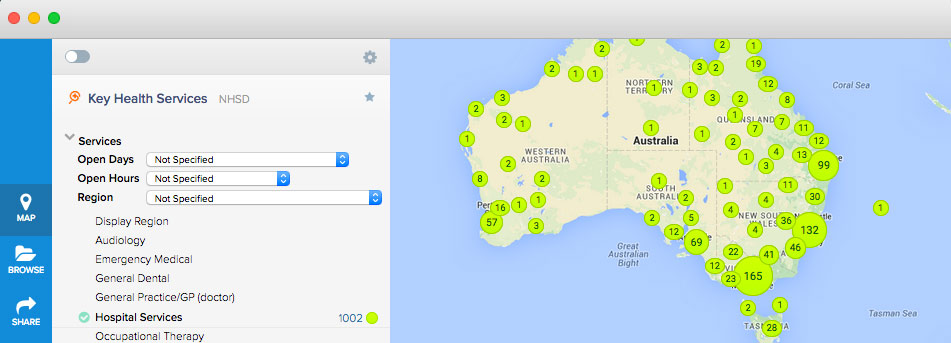 Key Health Services NHSD
Services
Open Days Not Specified
Open Hours Not Specified
Region Not Specified
Display Region
Audiology
Emergency Medical
General Dental
General Practice/GP (doctor)
Hospital Services 1002
Occupational Therapy
MAP
BROWSE
SHARE
2 2 1
2 1 1 3 2 19
NORTHERN TERRITORY
1 1 12
Coral Sea
3 3 2 8
2 2 1 1
QUEENSLAND
7 7 11
1 1 1 2 12
Australia
WESTERN AUSTRALIA
2 1 4 13 99
3
8 2 1 1 11
SOUTH AUSTRALIA
2 30
16 1 1 4
NEW SOUTH WALES
1
57 3 2 5 36 132
12 4
Great Australian Bight
69 22 41 46
12 23 165
2 1
Tasman Sea
28